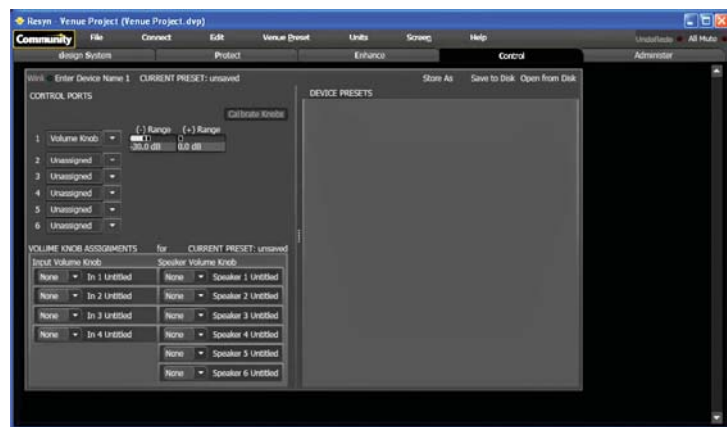 Resyn - Venue Project (Venue Project.dvp)
Community File Connect Edit Venue Preset Units Screen Help Undo/Redo All Mute
design System Protect Enhance Control Administer
Wink Enter Device Name 1 CURRENT PRESET: unsaved Store As Save to Disk Open from Disk
CONTROL PORTS
DEVICE PRESETS
Calibrate Knobs
(-) Range (+) Range
1 Volume Knob
-30.0 dB 0.0 dB
2 Unassigned
3 Unassigned
4 Unassigned
5 Unassigned
6 Unassigned
VOLUME KNOB ASSIGNMENTS for CURRENT PRESET: unsaved
Input Volume Knob Speaker Volume Knob
None In 1 Untitled None Speaker 1 Untitled
None In 2 Untitled None Speaker 2 Untitled
None In 3 Untitled None Speaker 3 Untitled
None In 4 Untitled None Speaker 4 Untitled
None Speaker 5 Untitled
None Speaker 6 Untitled